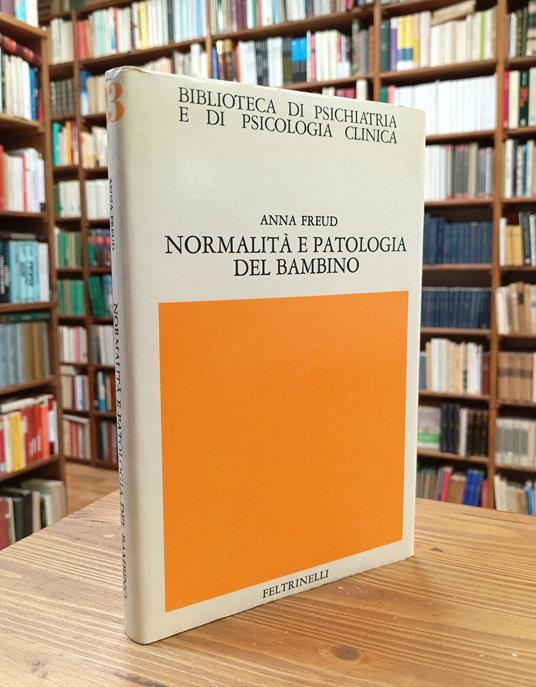 BIBLIOTECA DI PSICHIATRIA
E DI PSICOLOGIA CLINICA
ANNA FREUD
NORMALITÀ E PATOLOGIA
DEL BAMBINO
FELTRINELLI
3
ANNA FREUD
NORMALITÀ E PATOLOGIA DEL BAMBINO